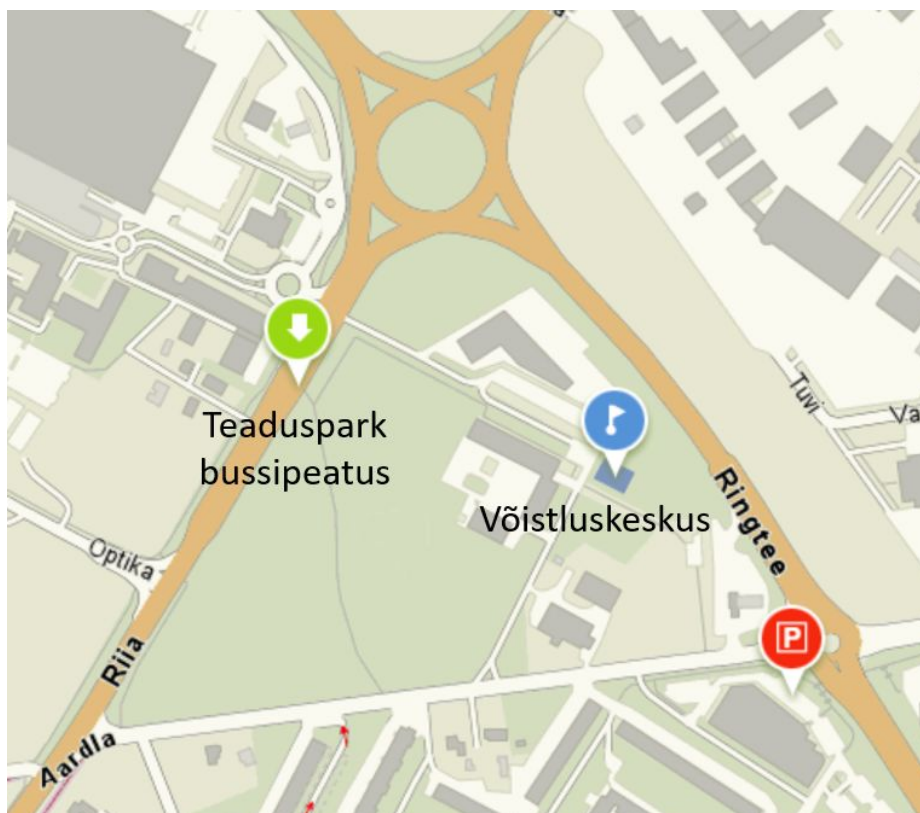 Teaduspark
bussipeatus
Võistluskeskus
Tuvi
Va
Ringtee
Optika
Riia
P
Aardla